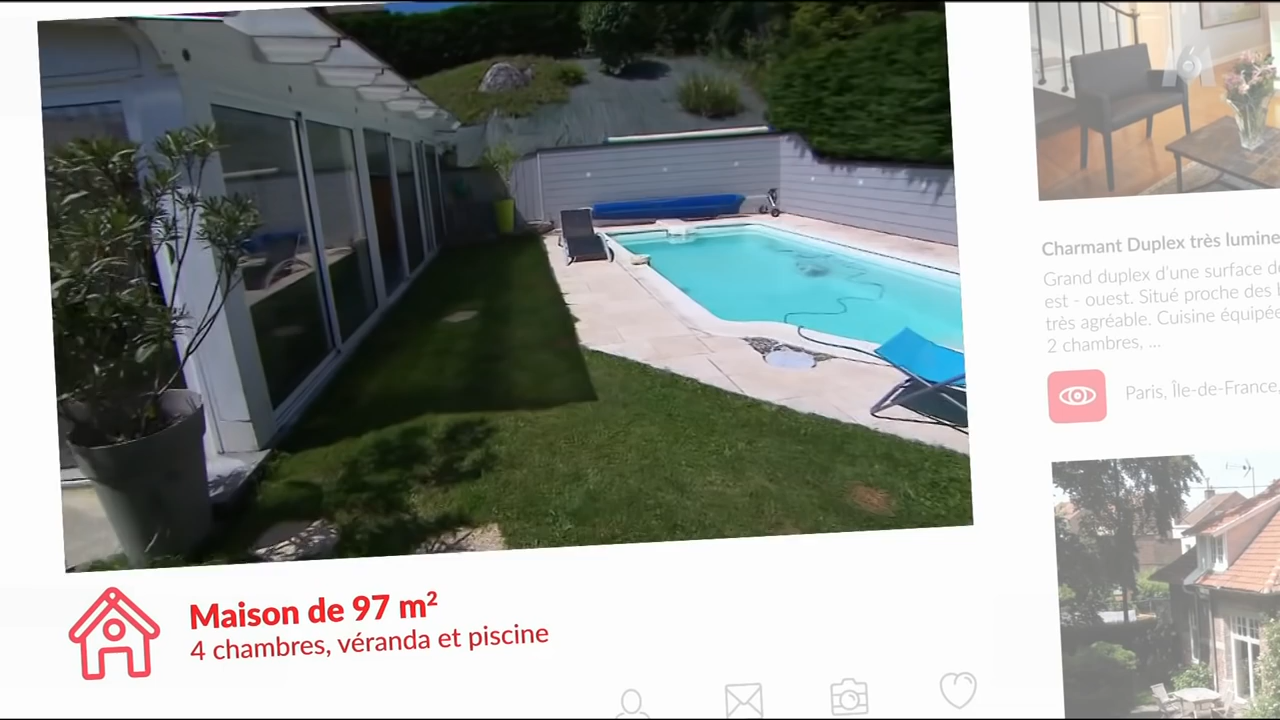 M6
Maison de 97 m²
4 chambres, véranda et piscine
Charmant Duplex très lumine
Grand duplex d'une surface de
est - ouest. Situé proche des
très agréable. Cuisine équipée
2 chambres, ...
Paris, Île-de-France,